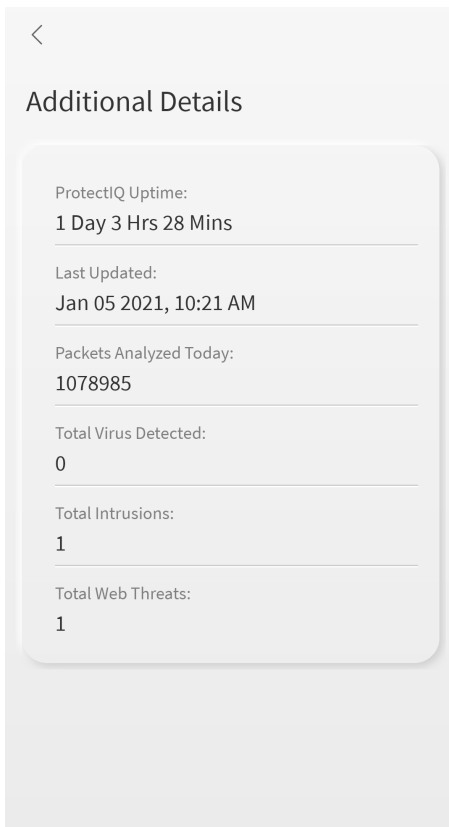 Additional Details
ProtectIQ Uptime:
1 Day 3 Hrs 28 Mins
Last Updated:
Jan 05 2021, 10:21 AM
Packets Analyzed Today:
1078985
Total Virus Detected:
0
Total Intrusions:
1
Total Web Threats:
1